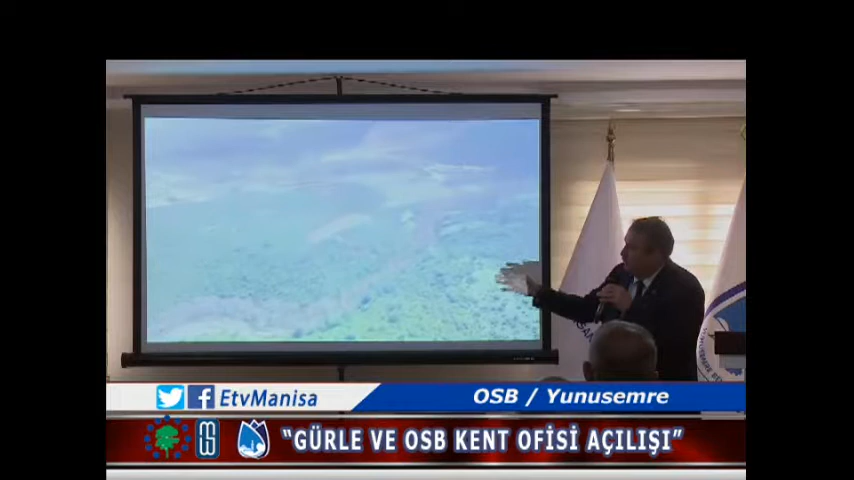 EtvManisa
OSB / Yunusemre
“GÜRLE VE OSB KENT OFİSİ AÇILIŞI”